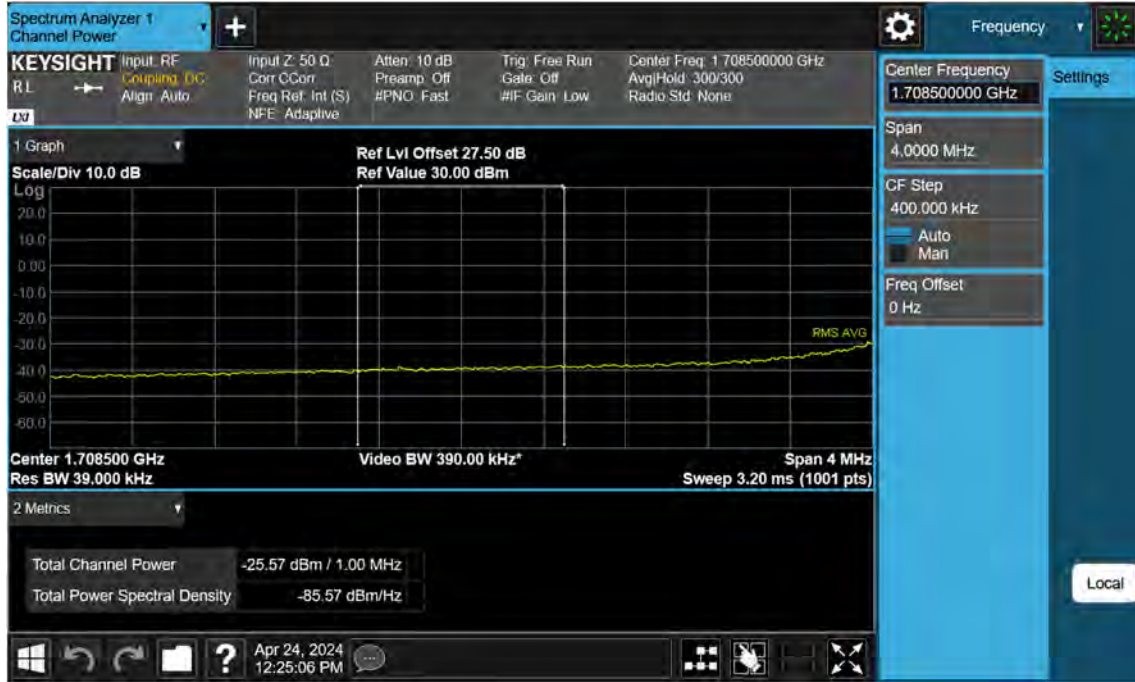 Spectrum Analyzer 1
Channel Power
+
Frequency
KEYSIGHT
RL
LXI
Input: RF
Coupling: DC
Align: Auto
Input Z: 50 Ω
Corr CCorr
Freq Ref: Int (S)
NFE: Adaptive
Atten: 10 dB
Preamp: Off
#PNO: Fast
Trig: Free Run
Gate: Off
#IF Gain: Low
Center Freq: 1.708500000 GHz
Avg|Hold: 300/300
Radio Std: None
Center Frequency
1.708500000 GHz
Settings
Span
4.0000 MHz
CF Step
400.000 kHz
Auto
Man
Freq Offset
0 Hz
1 Graph
Ref Lvl Offset 27.50 dB
Scale/Div 10.0 dB
Ref Value 30.00 dBm
Log
20.0
10.0
0.00
-10.0
-20.0
RMS AVG
-30.0
-40.0
-50.0
-60.0
Center 1.708500 GHz
Video BW 390.00 kHz*
Span 4 MHz
Res BW 39.000 kHz
Sweep 3.20 ms (1001 pts)
2 Metrics
Total Channel Power
-25.57 dBm / 1.00 MHz
Total Power Spectral Density
-85.57 dBm/Hz
Local
?
Apr 24, 2024
12:25:06 PM